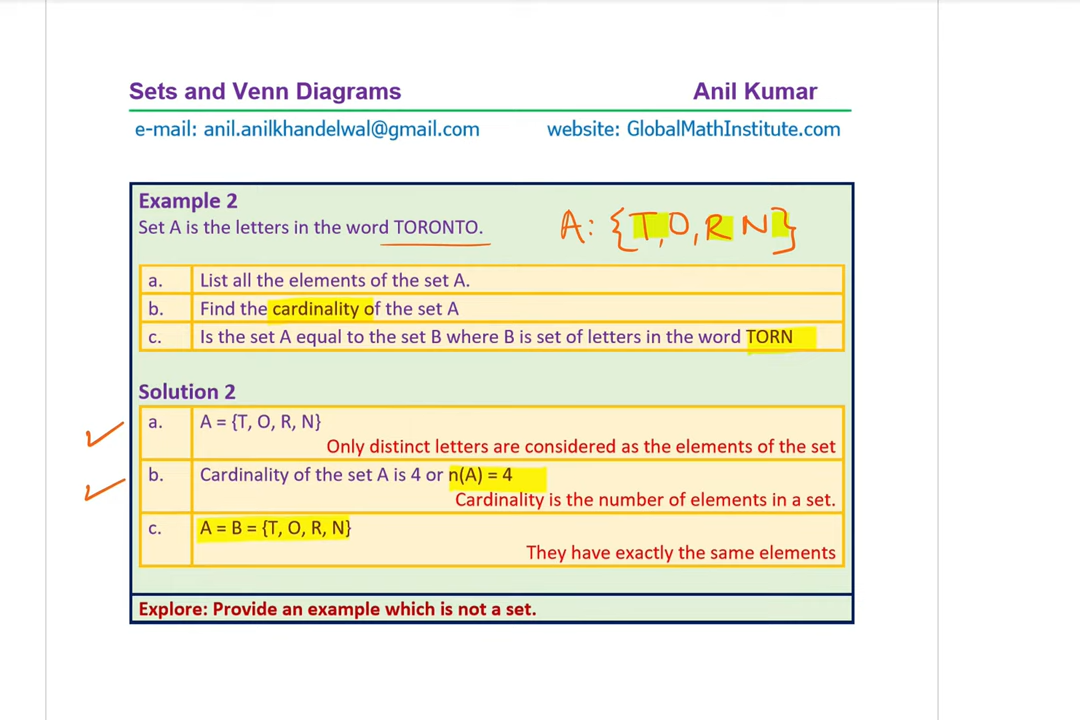 Sets and Venn Diagrams Anil Kumar
e-mail: anil.anilkhandelwal@gmail.com website: GlobalMathInstitute.com
Example 2
Set A is the letters in the word TORONTO.
A: {T, O, R N}
a. List all the elements of the set A.
b. Find the cardinality of the set A
c. Is the set A equal to the set B where B is set of letters in the word TORN
Solution 2
a. A = {T, O, R, N}
Only distinct letters are considered as the elements of the set
b. Cardinality of the set A is 4 or n(A) = 4
Cardinality is the number of elements in a set.
c. A = B = {T, O, R, N}
They have exactly the same elements
Explore: Provide an example which is not a set.